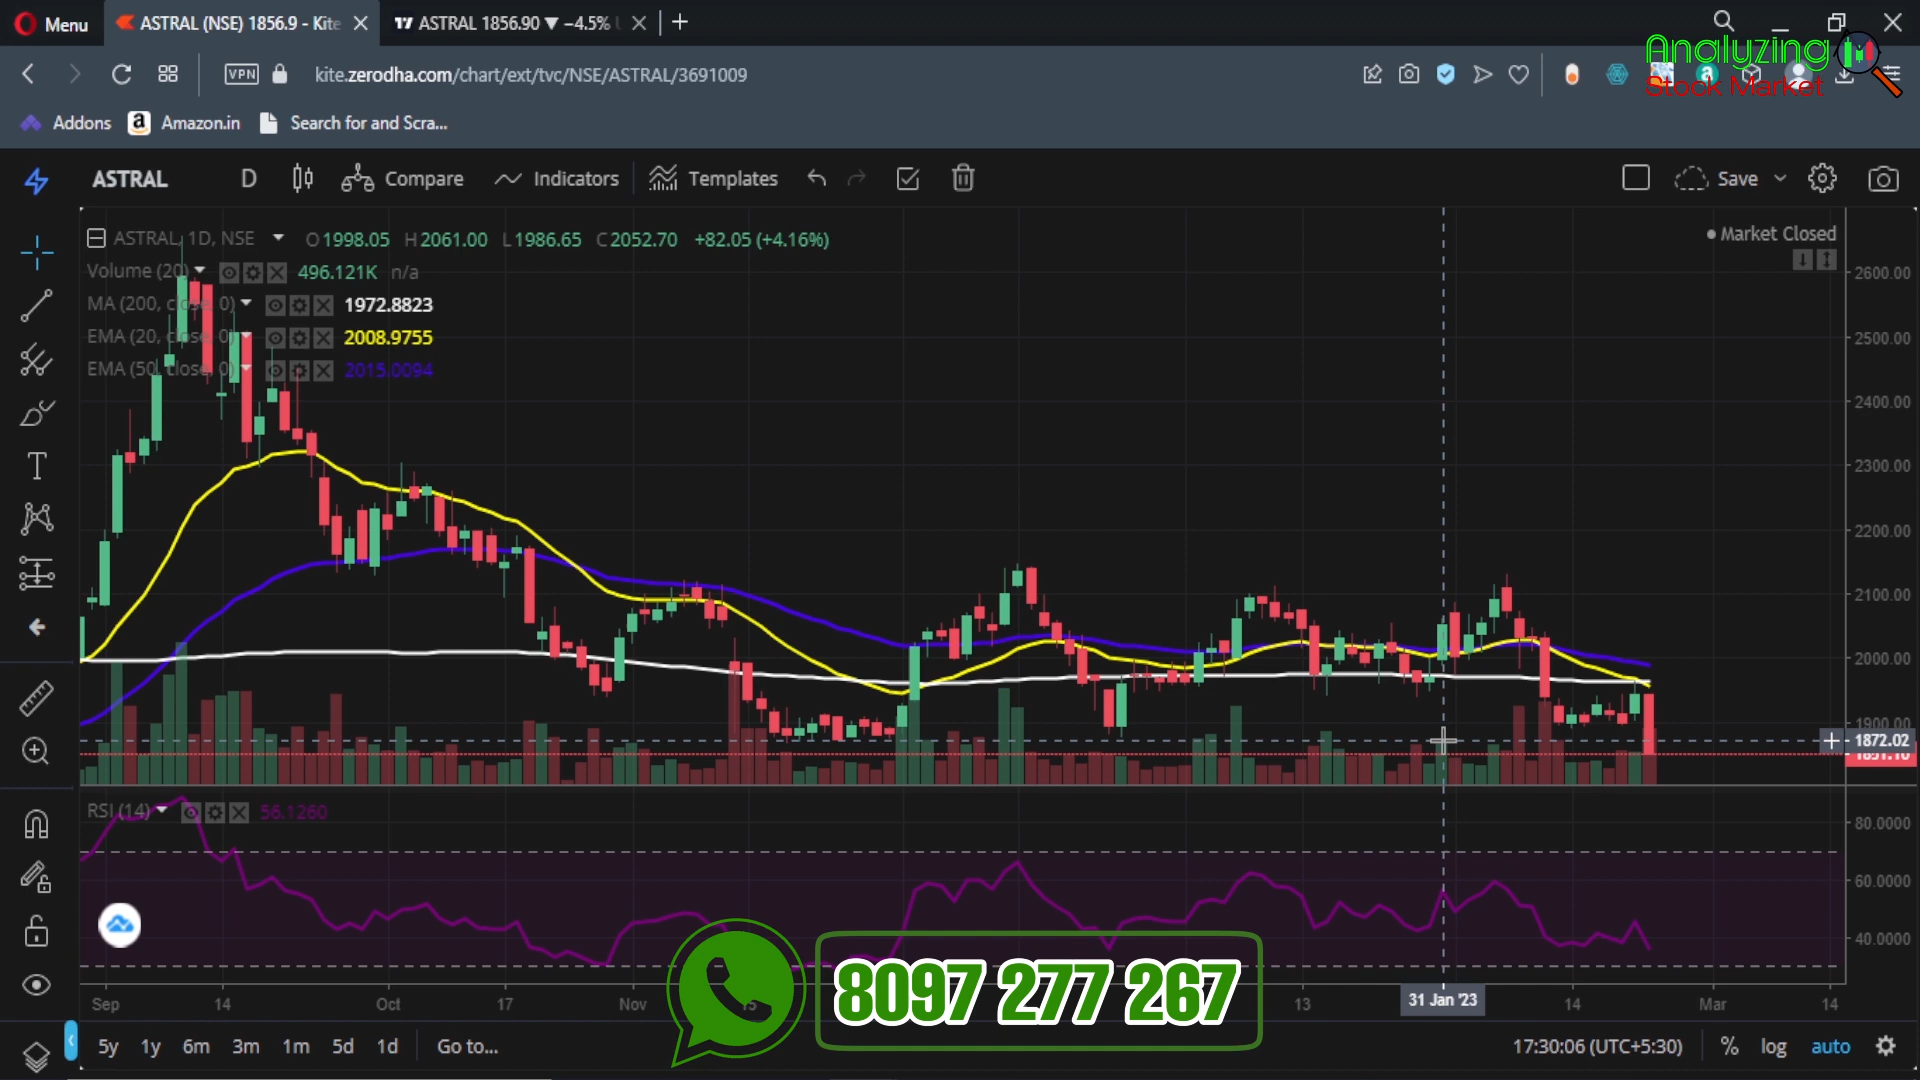 Menu
ASTRAL (NSE) 1856.9 - Kite
ASTRAL 1856.90 ▼ −4.5%
Analyzing
Stock Market
VPN
kite.zerodha.com/chart/ext/tvc/NSE/ASTRAL/3691009
Addons
Amazon.in
Search for and Scra...
ASTRAL
D
Compare
Indicators
Templates
Save
ASTRAL, 1D, NSE
O1998.05 H2061.00 L1986.65 C2052.70 +82.05 (+4.16%)
Market Closed
Volume (20) 496.121K n/a
MA (200, close, 0) 1972.8823
EMA (20, close, 0) 2008.9755
EMA (50, close, 0) 2015.0094
2600.00
2500.00
2400.00
2300.00
2200.00
2100.00
2000.00
1900.00
1872.02
RSI (14) 56.1260
80.0000
60.0000
40.0000
8097 277 267
Sep 14 Oct 17 Nov 13 31 Jan '23 14 Mar 14
5y 1y 6m 3m 1m 5d 1d Go to...
17:30:06 (UTC+5:30) % log auto